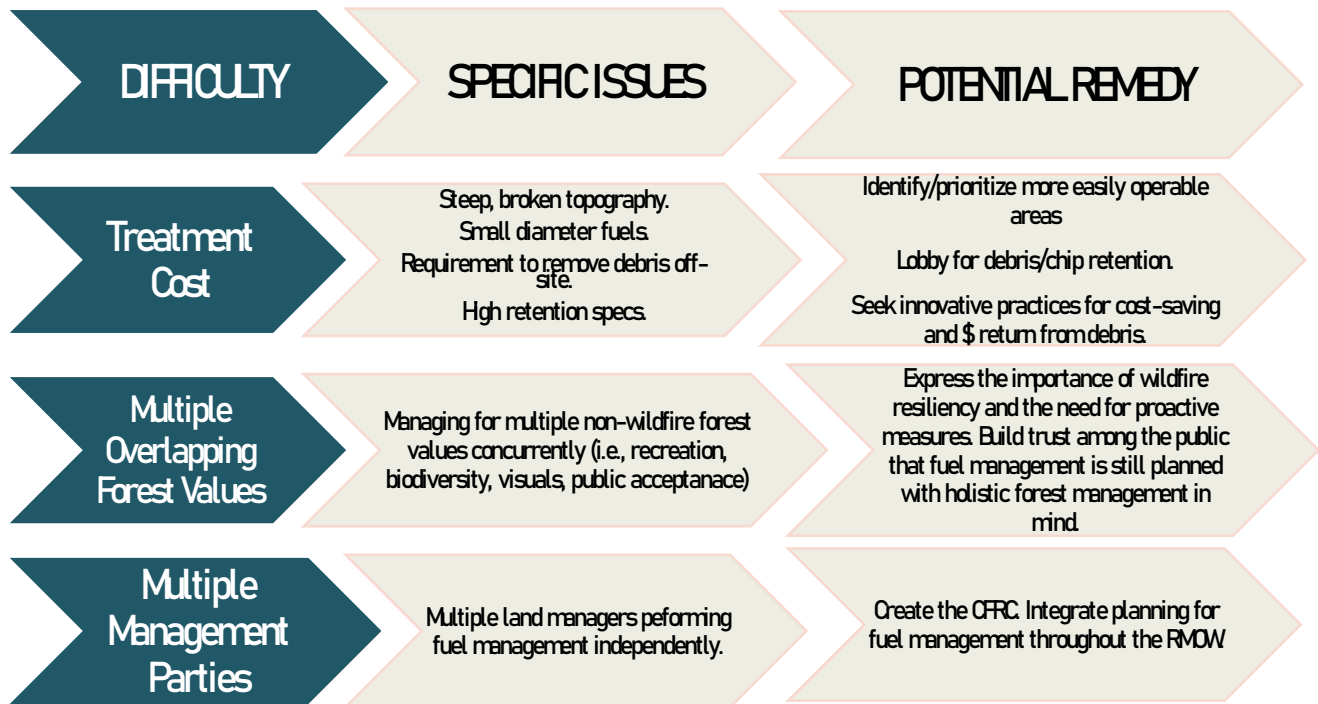 DIFFICULTY
SPECIFIC ISSUES
POTENTIAL REMEDY
Treatment
Cost
Steep, broken topography.
Small diameter fuels.
Requirement to remove debris off-
site.
High retention specs.
Identify/prioritize more easily operable
areas
Lobby for debris/chip retention.
Seek innovative practices for cost-saving
and $ return from debris.
Multiple
Overlapping
Forest Values
Managing for multiple non-wildfire forest
values concurrently (i.e., recreation,
biodiversity, visuals, public acceptanace)
Express the importance of wildfire
resiliency and the need for proactive
measures. Build trust among the public
that fuel management is still planned
with holistic forest management in
mind.
Multiple
Management
Parties
Multiple land managers peforming
fuel management independently.
Create the CFRC. Integrate planning for
fuel management throughout the RMOW.